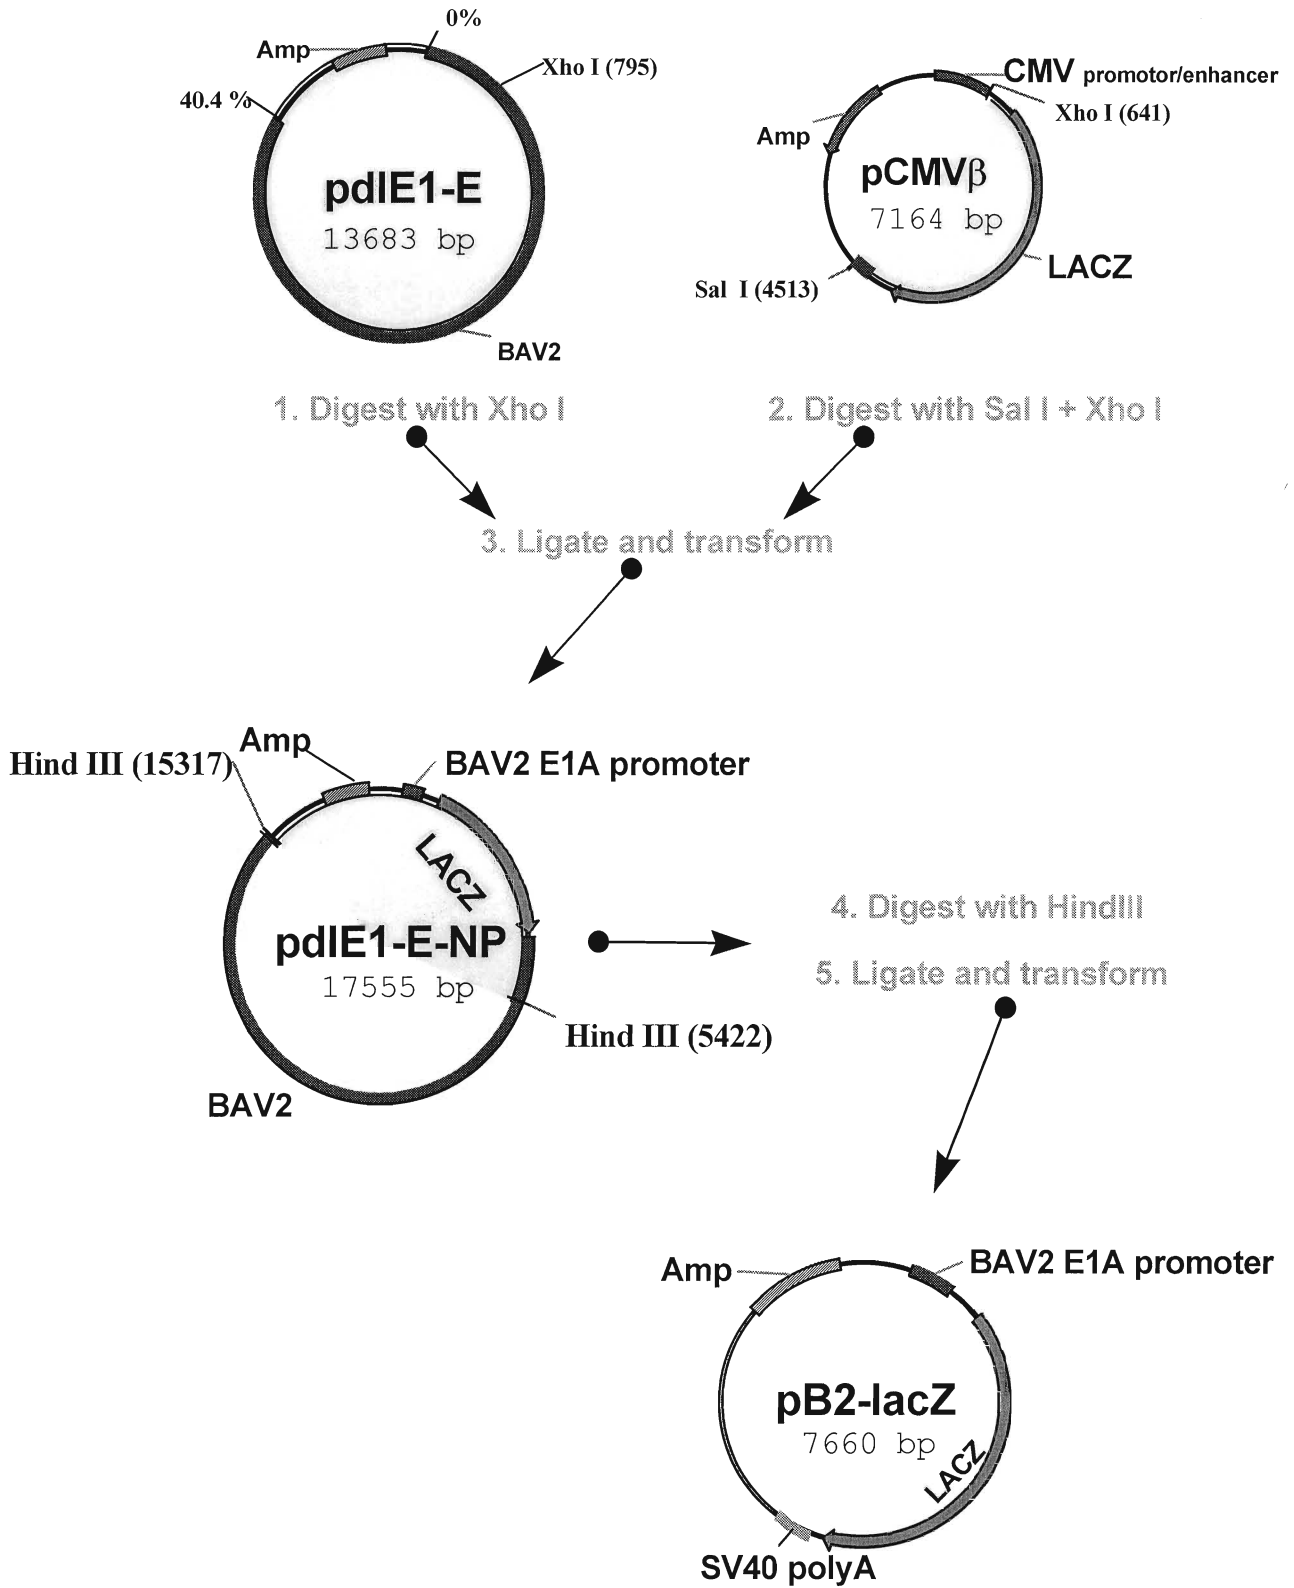 0%
Amp
Xho I (795)
40.4 %
pdIE1-E
13683 bp
BAV2
CMV promotor/enhancer
Xho I (641)
Amp
pCMVβ
7164 bp
LACZ
Sal I (4513)
1. Digest with Xho I
2. Digest with Sal I + Xho I
3. Ligate and transform
Amp
Hind III (15317)
BAV2 E1A promoter
LACZ
pdIE1-E-NP
17555 bp
Hind III (5422)
BAV2
4. Digest with HindIII
5. Ligate and transform
Amp
BAV2 E1A promoter
pB2-lacZ
7660 bp
LACZ
SV40 polyA